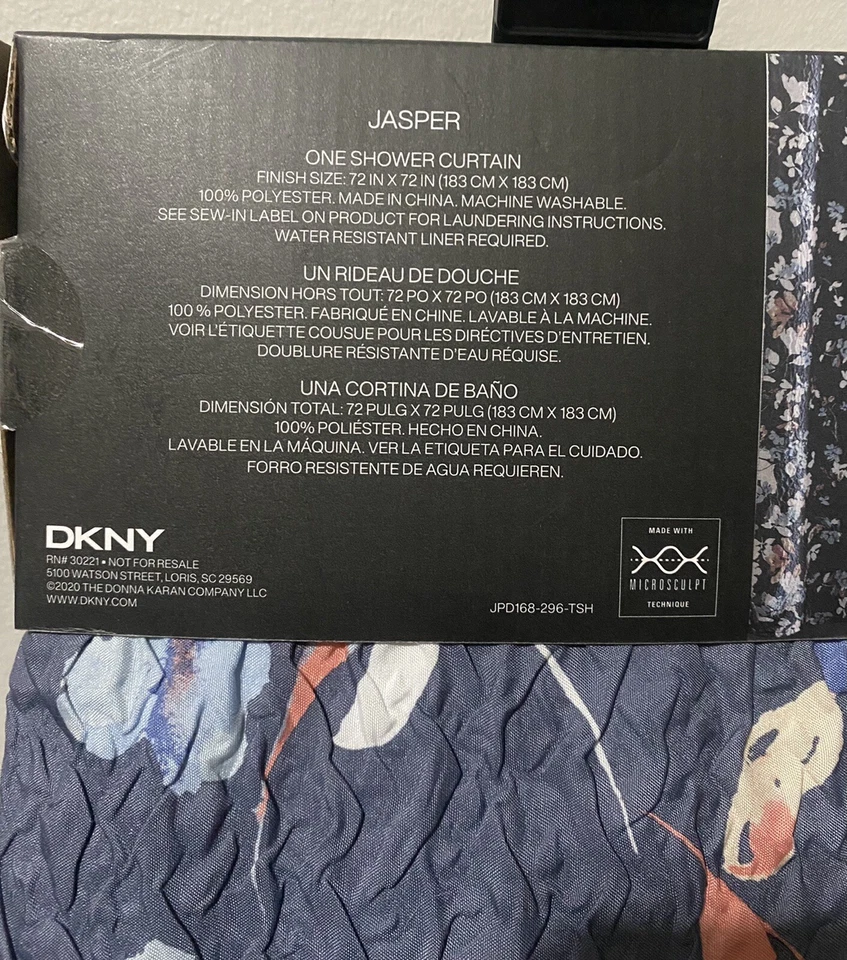 JASPER
ONE SHOWER CURTAIN
FINISH SIZE: 72 IN X 72 IN (183 CM X 183 CM)
100% POLYESTER. MADE IN CHINA. MACHINE WASHABLE.
SEE SEW-IN LABEL ON PRODUCT FOR LAUNDERING INSTRUCTIONS.
WATER RESISTANT LINER REQUIRED.
UN RIDEAU DE DOUCHE
DIMENSION HORS TOUT: 72 PO X 72 PO (183 CM X 183 CM)
100 % POLYESTER. FABRIQUÉ EN CHINE. LAVABLE À LA MACHINE.
VOIR L'ÉTIQUETTE COUSUE POUR LES DIRÉCTIVES D'ENTRETIEN.
DOUBLURE RÉSISTANTE D'EAU RÉQUISE.
UNA CORTINA DE BAÑO
DIMENSIÓN TOTAL: 72 PULG X 72 PULG (183 CM X 183 CM)
100% POLIÉSTER. HECHO EN CHINA.
LAVABLE EN LA MÁQUINA. VER LA ETIQUETA PARA EL CUIDADO.
FORRO RESISTENTE DE AGUA REQUIEREN.
DKNY
RN# 30221 ▪ NOT FOR RESALE
5100 WATSON STREET, LORIS, SC 29569
©2020 THE DONNA KARAN COMPANY LLC
WWW.DKNY.COM
JPD168-296-TSH
MADE WITH
MICROSCULPT
TECHNIQUE